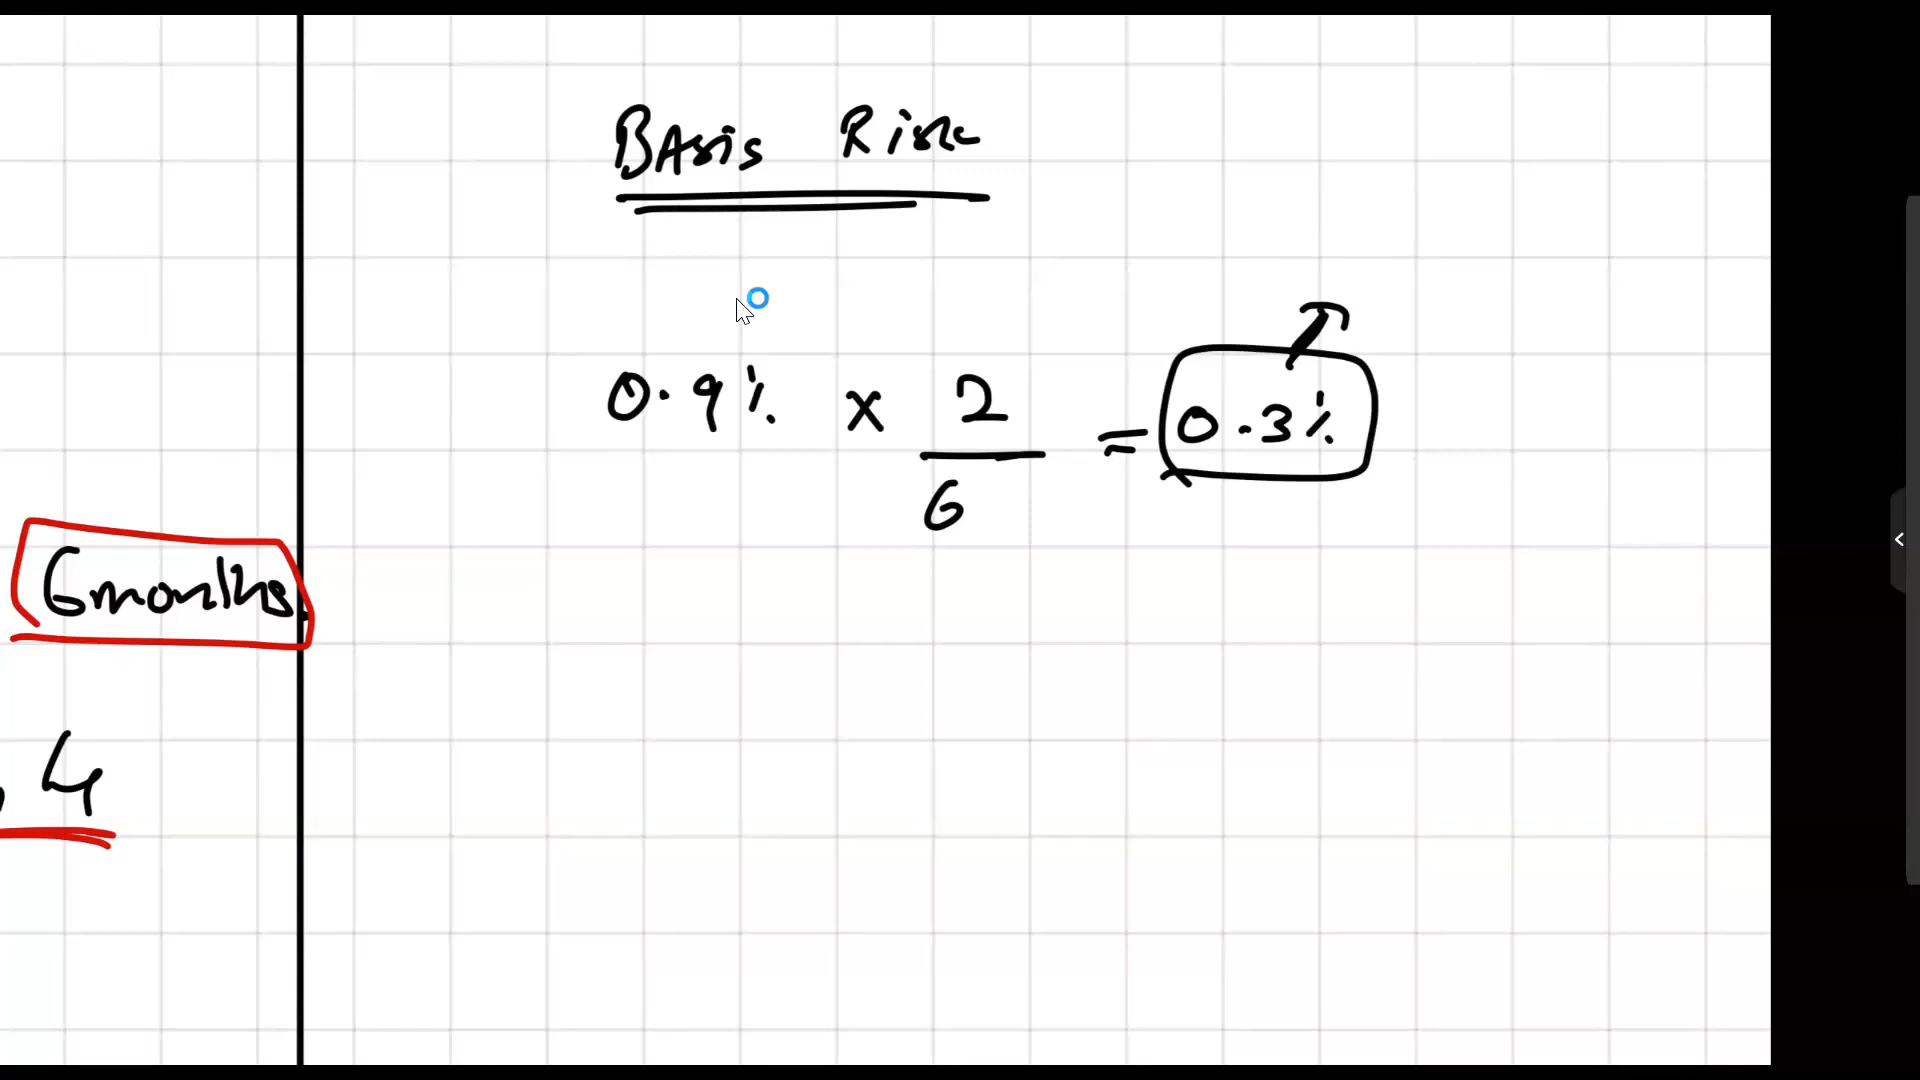 BAsis Risk
0.9% x 2/6 = 0.3%
6months
, 4